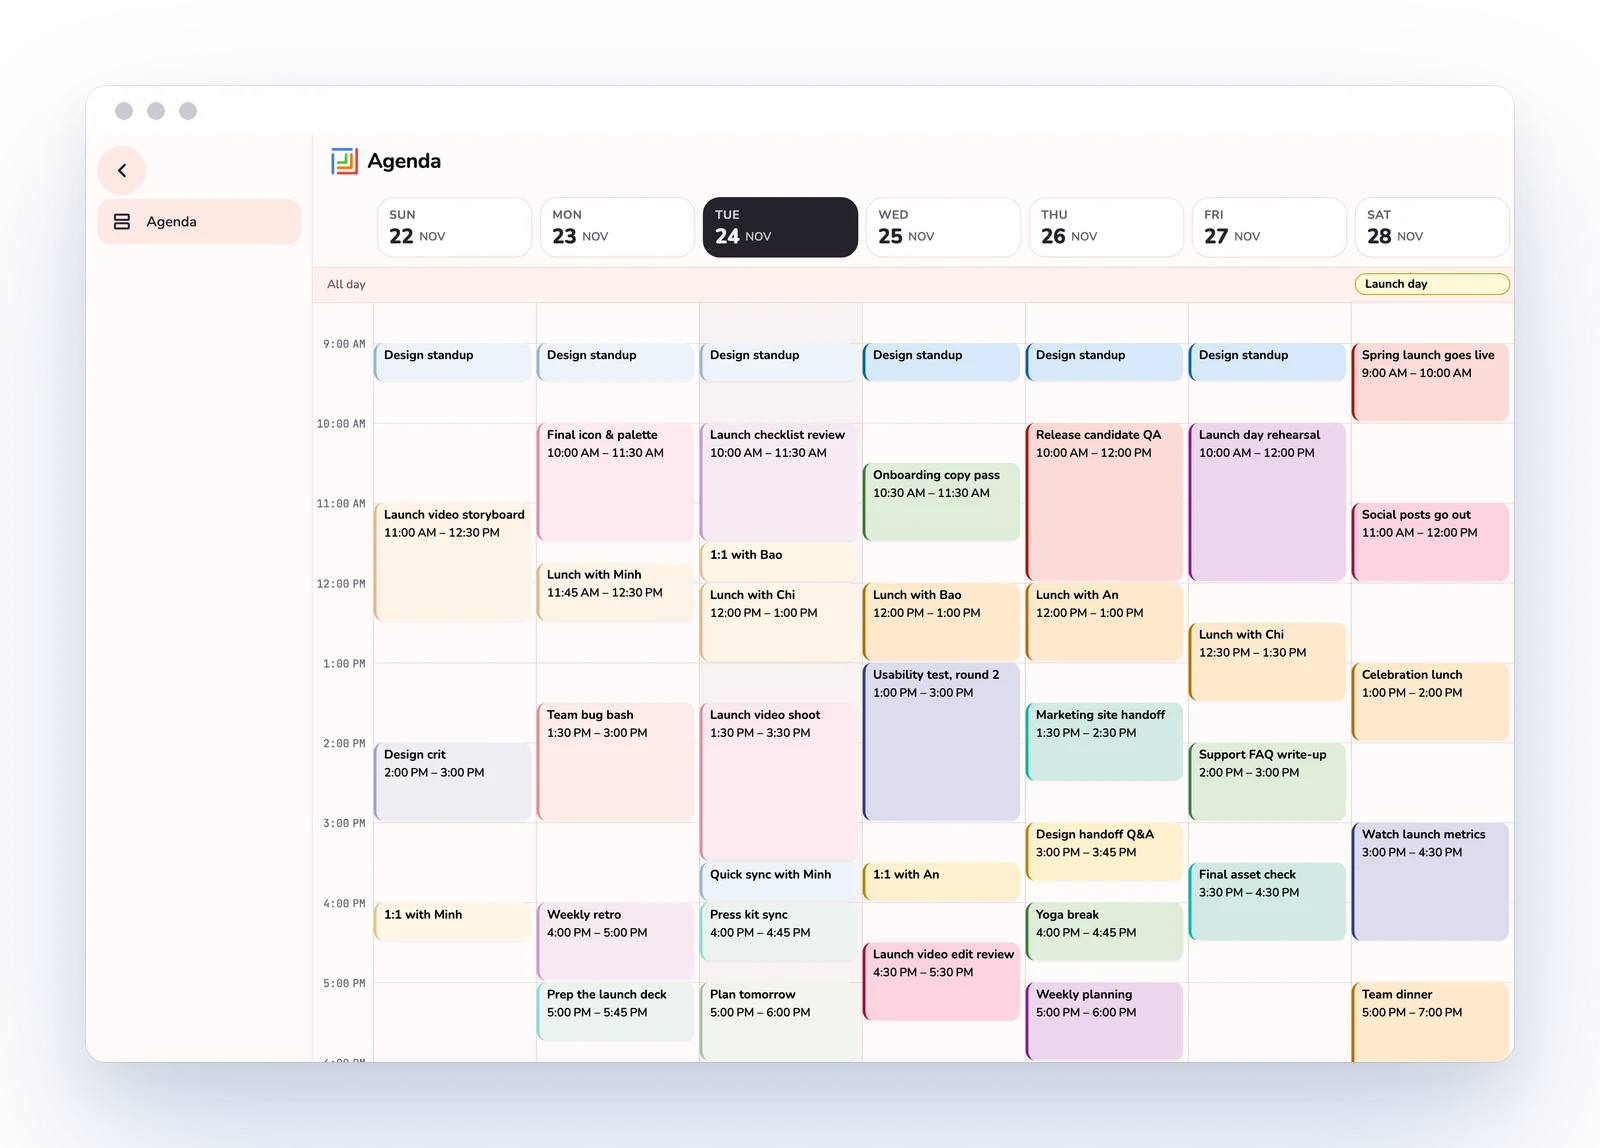 Agenda
Agenda
SUN
22 NOV
MON
23 NOV
TUE
24 NOV
WED
25 NOV
THU
26 NOV
FRI
27 NOV
SAT
28 NOV
All day
Launch day
9:00 AM
10:00 AM
11:00 AM
12:00 PM
1:00 PM
2:00 PM
3:00 PM
4:00 PM
5:00 PM
Design standup
Launch video storyboard
11:00 AM – 12:30 PM
Design crit
2:00 PM – 3:00 PM
1:1 with Minh
Design standup
Final icon & palette
10:00 AM – 11:30 AM
Lunch with Minh
11:45 AM – 12:30 PM
Team bug bash
1:30 PM – 3:00 PM
Weekly retro
4:00 PM – 5:00 PM
Prep the launch deck
5:00 PM – 5:45 PM
Design standup
Launch checklist review
10:00 AM – 11:30 AM
1:1 with Bao
Lunch with Chi
12:00 PM – 1:00 PM
Launch video shoot
1:30 PM – 3:30 PM
Quick sync with Minh
Press kit sync
4:00 PM – 4:45 PM
Plan tomorrow
5:00 PM – 6:00 PM
Design standup
Onboarding copy pass
10:30 AM – 11:30 AM
Lunch with Bao
12:00 PM – 1:00 PM
Usability test, round 2
1:00 PM – 3:00 PM
1:1 with An
Launch video edit review
4:30 PM – 5:30 PM
Design standup
Release candidate QA
10:00 AM – 12:00 PM
Lunch with An
12:00 PM – 1:00 PM
Marketing site handoff
1:30 PM – 2:30 PM
Design handoff Q&A
3:00 PM – 3:45 PM
Yoga break
4:00 PM – 4:45 PM
Weekly planning
5:00 PM – 6:00 PM
Design standup
Launch day rehearsal
10:00 AM – 12:00 PM
Lunch with Chi
12:30 PM – 1:30 PM
Support FAQ write-up
2:00 PM – 3:00 PM
Final asset check
3:30 PM – 4:30 PM
Spring launch goes live
9:00 AM – 10:00 AM
Social posts go out
11:00 AM – 12:00 PM
Celebration lunch
1:00 PM – 2:00 PM
Watch launch metrics
3:00 PM – 4:30 PM
Team dinner
5:00 PM – 7:00 PM